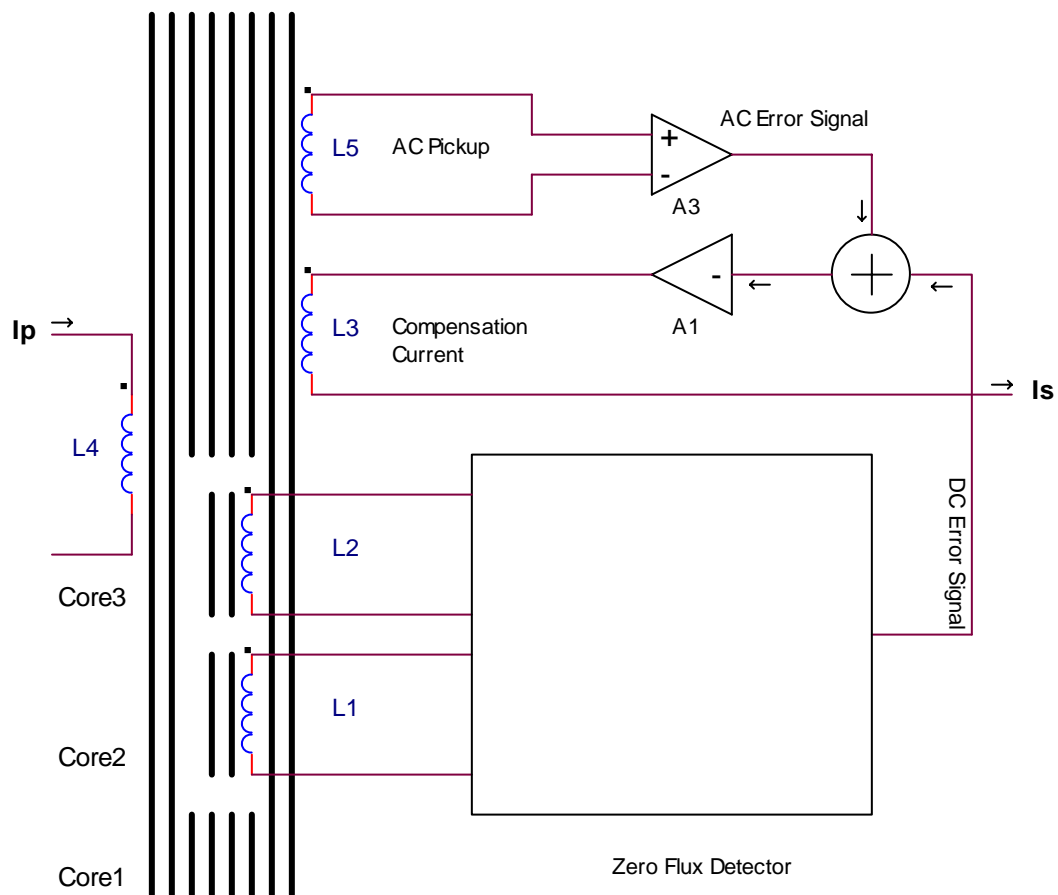 AC Error Signal
L5
AC Pickup
+
-
A3
Ip
L3
Compensation
Current
-
A1
Is
L4
DC Error Signal
L2
Core3
L1
Core2
Zero Flux Detector
Core1